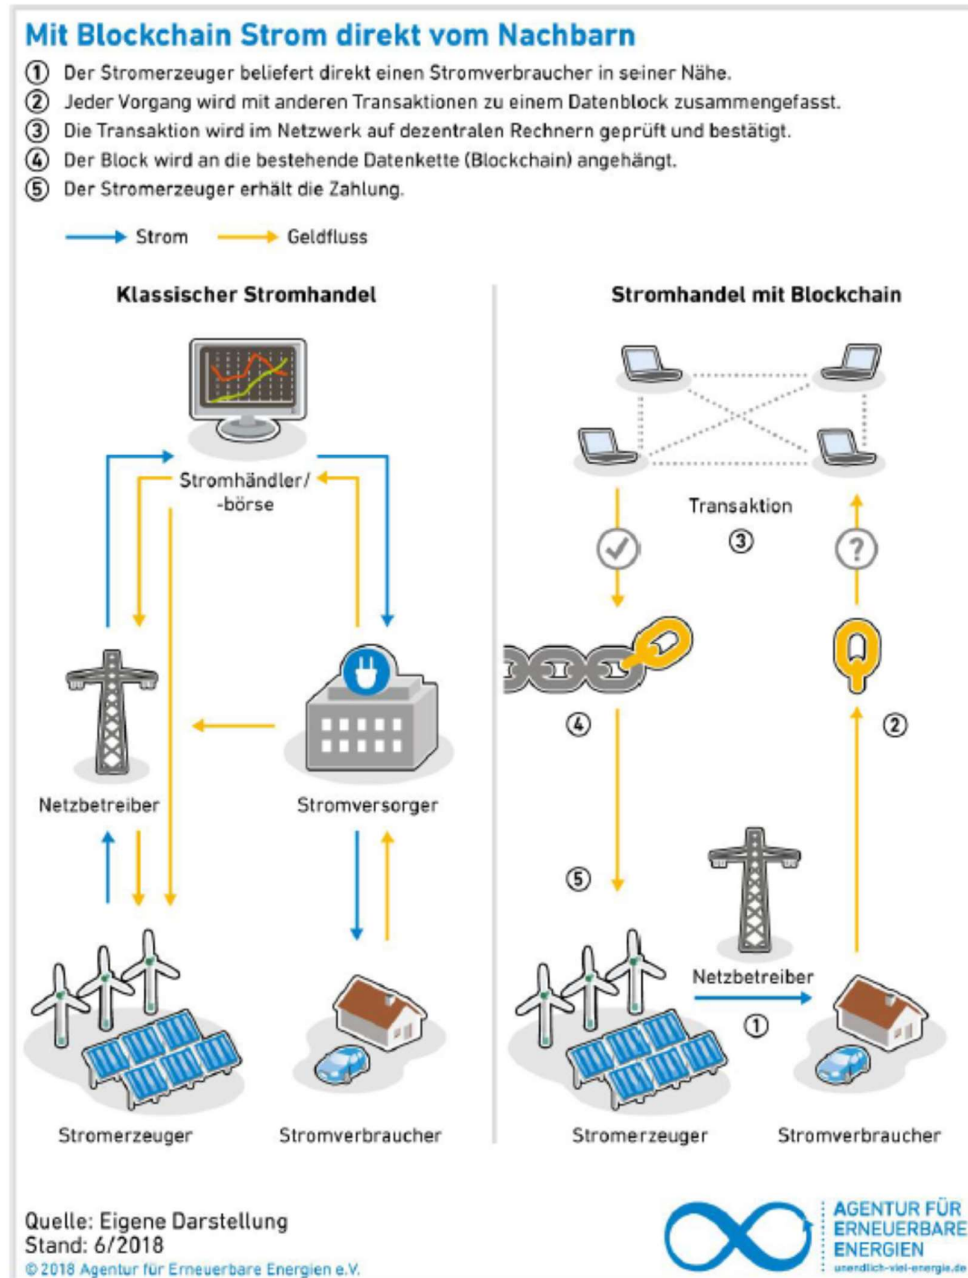 Mit Blockchain Strom direkt vom Nachbarn
① Der Stromerzeuger beliefert direkt einen Stromverbraucher in seiner Nähe.
② Jeder Vorgang wird mit anderen Transaktionen zu einem Datenblock zusammengefasst.
③ Die Transaktion wird im Netzwerk auf dezentralen Rechnern geprüft und bestätigt.
④ Der Block wird an die bestehende Datenkette (Blockchain) angehängt.
⑤ Der Stromerzeuger erhält die Zahlung.
Strom Geldfluss
Klassischer Stromhandel
Stromhändler/
-börse
Netzbetreiber
Stromversorger
Stromerzeuger
Stromverbraucher
Stromhandel mit Blockchain
Transaktion
③
?
④
②
⑤
Netzbetreiber
①
Stromerzeuger
Stromverbraucher
Quelle: Eigene Darstellung
Stand: 6/2018
© 2018 Agentur für Erneuerbare Energien e.V.
AGENTUR FÜR
ERNEUERBARE
ENERGIEN
unendlich-viel-energie.de